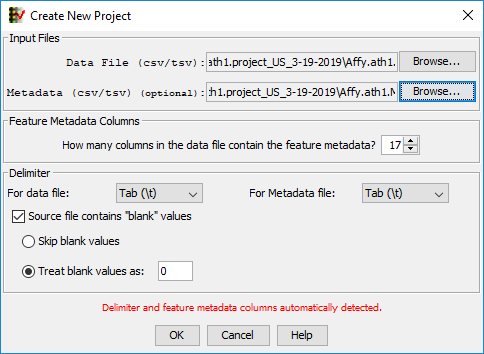 Create New Project
Input Files
Data File (csv/tsv): ath1.project_US_3-19-2019\Affy.ath1. Browse...
Metadata (csv/tsv) (optional): h1.project_US_3-19-2019\Affy.ath1.M Browse...
Feature Metadata Columns
How many columns in the data file contain the feature metadata? 17
Delimiter
For data file: Tab (\t) For Metadata file: Tab (\t)
Source file contains "blank" values
Skip blank values
Treat blank values as: 0
Delimiter and feature metadata columns automatically detected.
OK Cancel Help